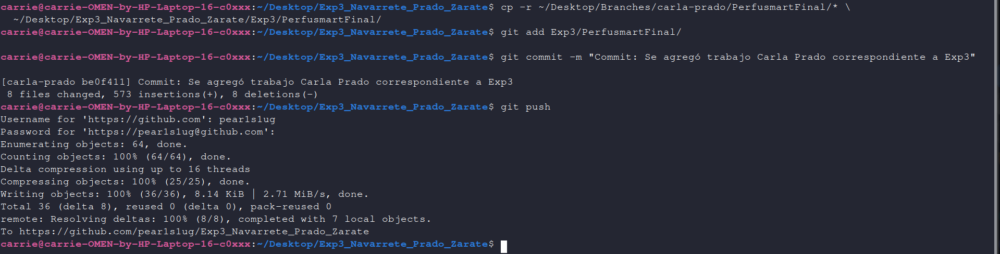 carrie@carrie-OMEN-by-HP-Laptop-16-c0xxx:~/Desktop/Exp3_Navarrete_Prado_Zarate$ cp -r ~/Desktop/Branches/carla-prado/PerfusmartFinal/* \
  ~/Desktop/Exp3_Navarrete_Prado_Zarate/Exp3/PerfusmartFinal/
carrie@carrie-OMEN-by-HP-Laptop-16-c0xxx:~/Desktop/Exp3_Navarrete_Prado_Zarate$ git add Exp3/PerfusmartFinal/
carrie@carrie-OMEN-by-HP-Laptop-16-c0xxx:~/Desktop/Exp3_Navarrete_Prado_Zarate$ git commit -m "Commit: Se agregó trabajo Carla Prado correspondiente a Exp3"
[carla-prado be0f411] Commit: Se agregó trabajo Carla Prado correspondiente a Exp3
 8 files changed, 573 insertions(+), 8 deletions(-)
carrie@carrie-OMEN-by-HP-Laptop-16-c0xxx:~/Desktop/Exp3_Navarrete_Prado_Zarate$ git push
Username for 'https://github.com': pear1s1ug
Password for 'https://pear1s1ug@github.com':
Enumerating objects: 64, done.
Counting objects: 100% (64/64), done.
Delta compression using up to 16 threads
Compressing objects: 100% (25/25), done.
Writing objects: 100% (36/36), 8.14 KiB | 2.71 MiB/s, done.
Total 36 (delta 8), reused 0 (delta 0), pack-reused 0
remote: Resolving deltas: 100% (8/8), completed with 7 local objects.
To https://github.com/pear1s1ug/Exp3_Navarrete_Prado_Zarate
carrie@carrie-OMEN-by-HP-Laptop-16-c0xxx:~/Desktop/Exp3_Navarrete_Prado_Zarate$